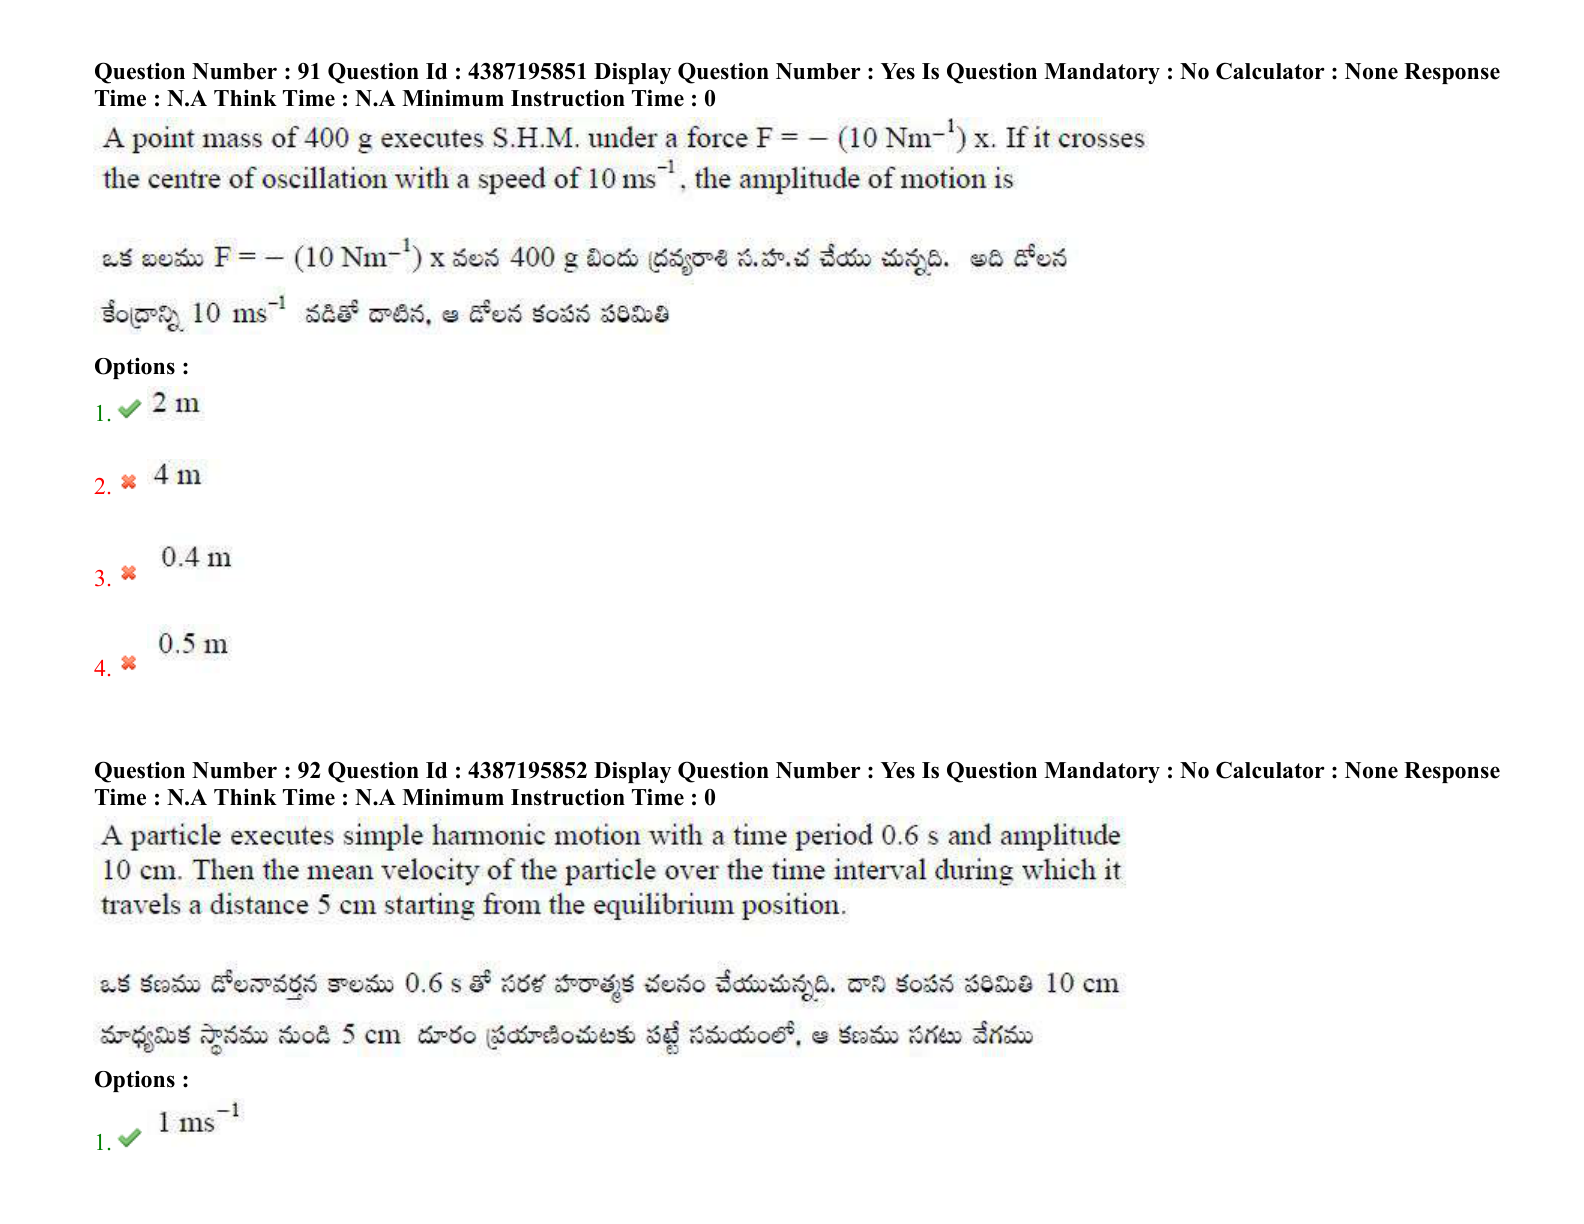 Question Number : 91 Question Id : 4387195851 Display Question Number : Yes Is Question Mandatory : No Calculator : None Response
Time : N.A Think Time : N.A Minimum Instruction Time : 0
A point mass of 400 g executes S.H.M. under a force F = − (10 Nm⁻¹) x. If it crosses
the centre of oscillation with a speed of 10 ms⁻¹, the amplitude of motion is
ఒక బలము F = − (10 Nm⁻¹) x వలన 400 g బిందు ద్రవ్యరాశి స.హ.చ చేయు చున్నది. అది డోలన
కేంద్రాన్ని 10 ms⁻¹ వడితో దాటిన, ఆ డోలన కంపన పరిమితి
Options :
1. 2 m
2. 4 m
3. 0.4 m
4. 0.5 m
Question Number : 92 Question Id : 4387195852 Display Question Number : Yes Is Question Mandatory : No Calculator : None Response
Time : N.A Think Time : N.A Minimum Instruction Time : 0
A particle executes simple harmonic motion with a time period 0.6 s and amplitude
10 cm. Then the mean velocity of the particle over the time interval during which it
travels a distance 5 cm starting from the equilibrium position.
ఒక కణము డోలనావర్తన కాలము 0.6 s తో సరళ హరాత్మక చలనం చేయుచున్నది. దాని కంపన పరిమితి 10 cm
మాధ్యమిక స్థానము నుండి 5 cm దూరం ప్రయాణించుటకు పట్టే సమయంలో, ఆ కణము సగటు వేగము
Options :
1. 1 ms⁻¹